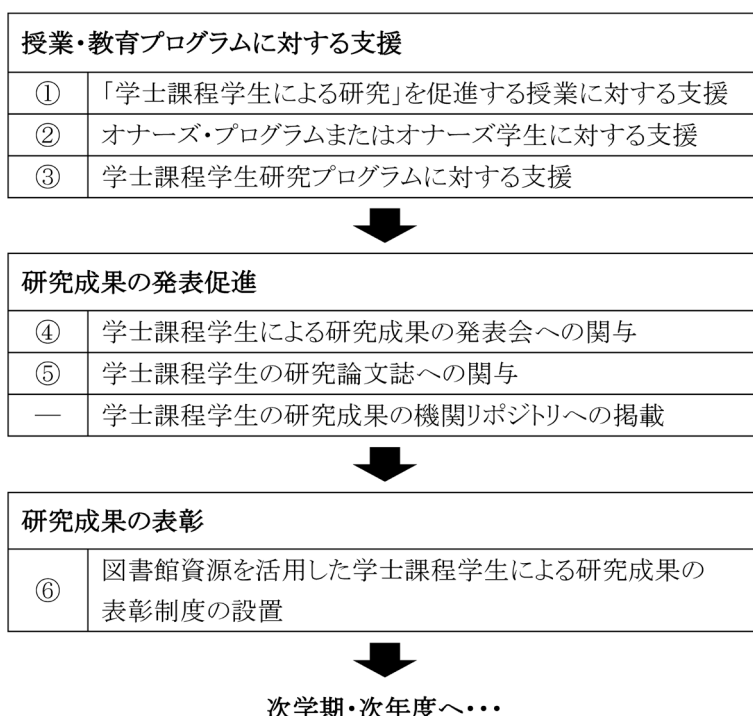 授業・教育プログラムに対する支援
① 「学士課程学生による研究」を促進する授業に対する支援
② オナーズ・プログラムまたはオナーズ学生に対する支援
③ 学士課程学生研究プログラムに対する支援
研究成果の発表促進
④ 学士課程学生による研究成果の発表会への関与
⑤ 学士課程学生の研究論文誌への関与
― 学士課程学生の研究成果の機関リポジトリへの掲載
研究成果の表彰
⑥ 図書館資源を活用した学士課程学生による研究成果の
表彰制度の設置
次学期・次年度へ・・・